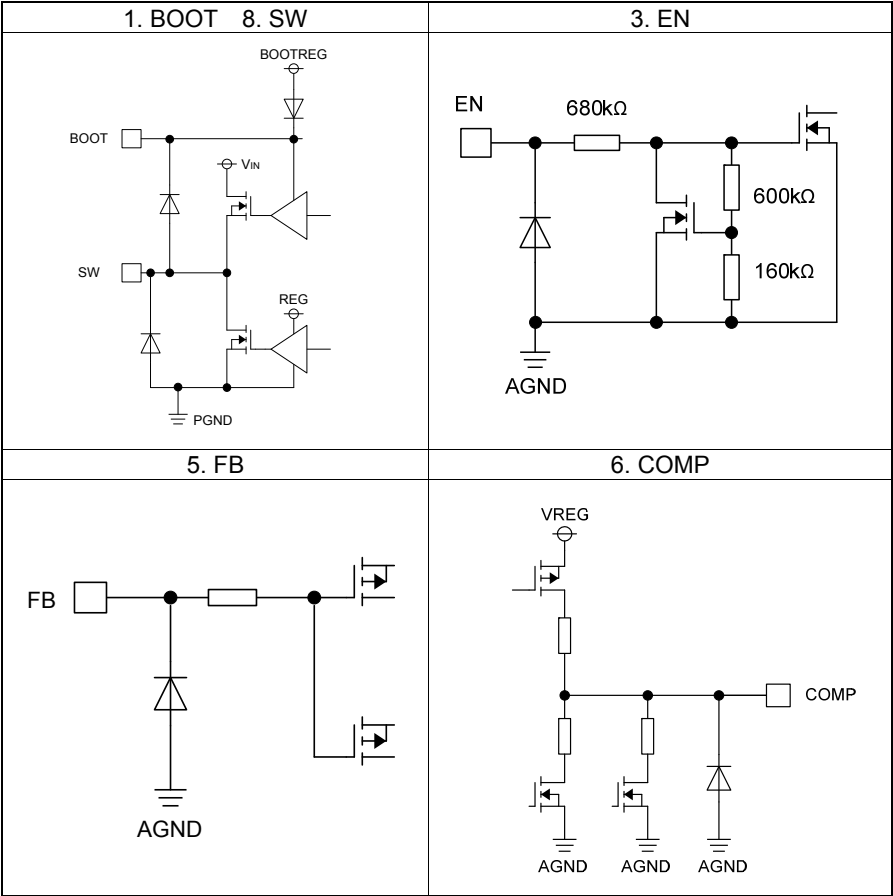 1. BOOT 8. SW
3. EN
BOOTREG
BOOT
VIN
SW
REG
PGND
EN
680kΩ
600kΩ
160kΩ
AGND
5. FB
6. COMP
FB
AGND
VREG
COMP
AGND
AGND
AGND